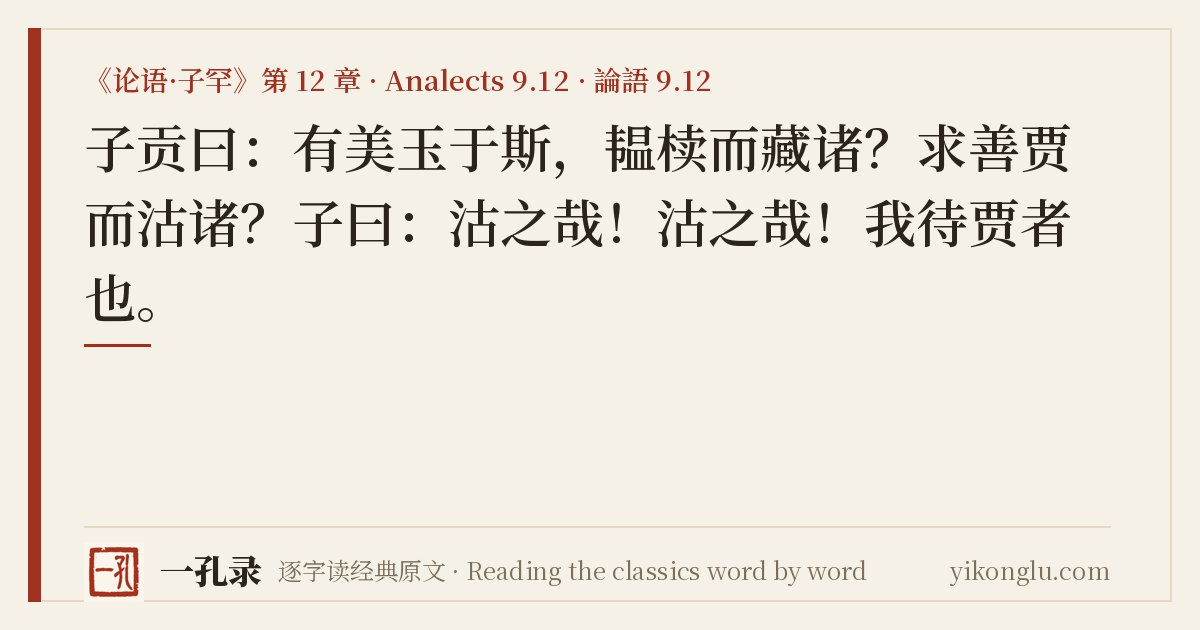 《论语·子罕》第 12 章 · Analects 9.12 · 論語 9.12
子贡曰：有美玉于斯，韫椟而藏诸？求善贾
而沽诸？子曰：沽之哉！沽之哉！我待贾者
也。
一孔
一孔录 逐字读经典原文 · Reading the classics word by word yikonglu.com